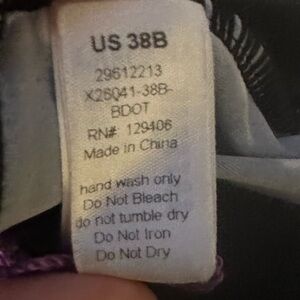 US 38B
29612213
X26041-38B-
BDOT
RN#: 129406
Made in China
hand wash only
Do Not Bleach
do not tumble dry
Do Not Iron
Do Not Dry